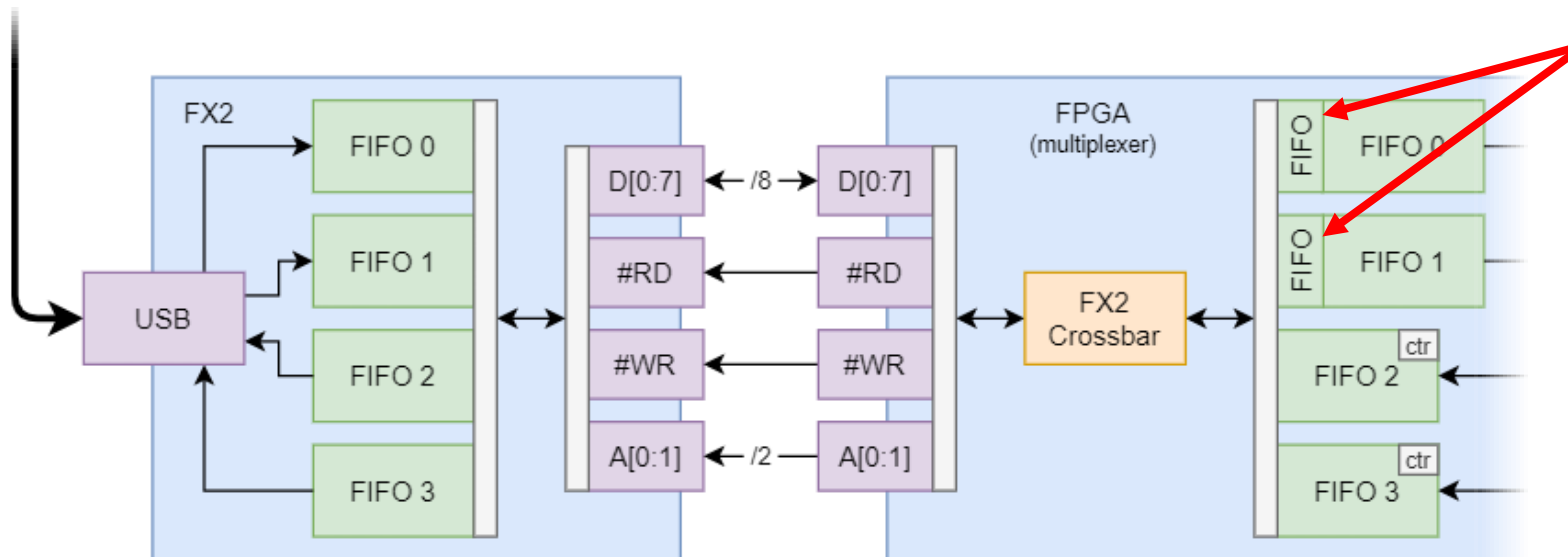 FX2
FIFO 0
FIFO 1
FIFO 2
FIFO 3
USB
D[0:7]
#RD
#WR
A[0:1]
/8
/2
D[0:7]
#RD
#WR
A[0:1]
FPGA
(multiplexer)
FX2
Crossbar
FIFO
FIFO 0
FIFO
FIFO 1
ctr
FIFO 2
ctr
FIFO 3